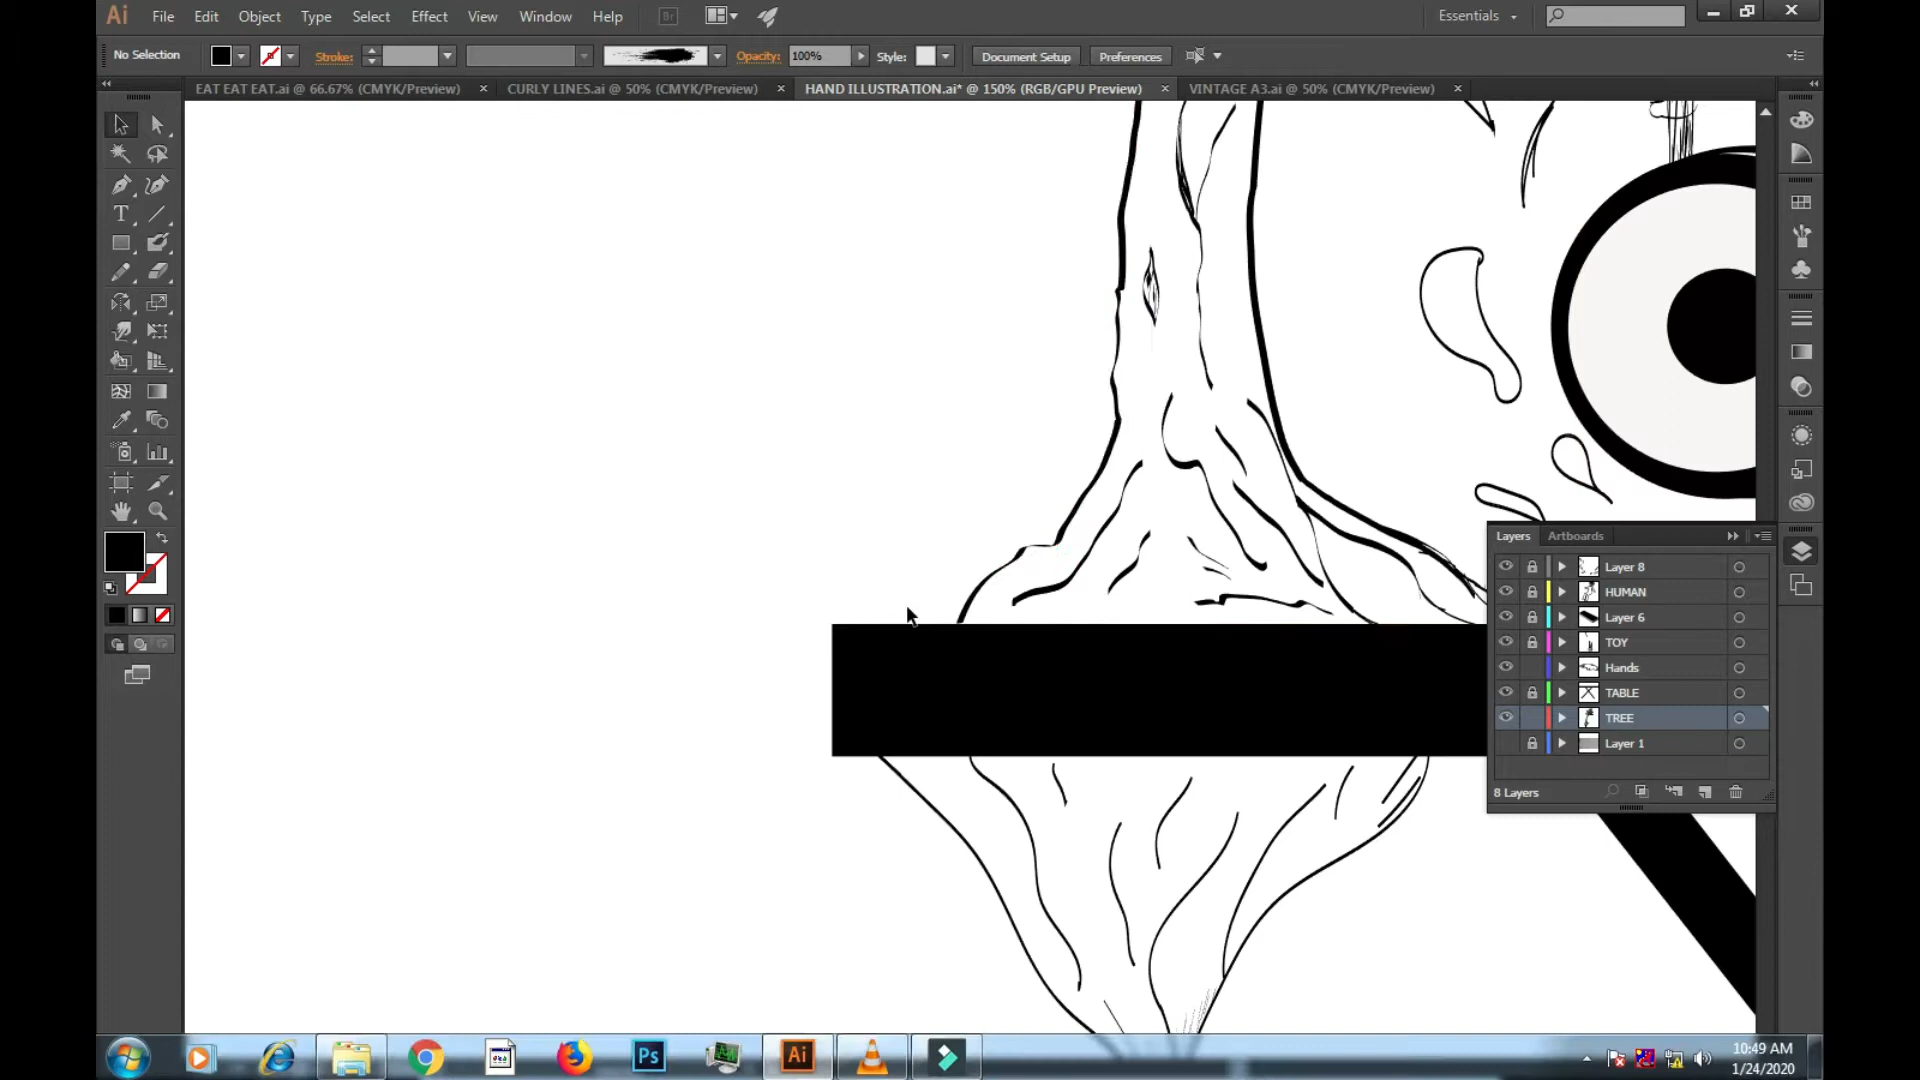 Ai File Edit Object Type Select Effect View Window Help Br Essentials
No Selection Stroke: Opacity: 100% Style: Document Setup Preferences
EAT EAT EAT.ai @ 66.67% (CMYK/Preview) CURLY LINES.ai @ 50% (CMYK/Preview) HAND ILLUSTRATION.ai* @ 150% (RGB/GPU Preview) VINTAGE A3.ai @ 50% (CMYK/Preview)
Layers Artboards
Layer 8
HUMAN
Layer 6
TOY
Hands
TABLE
TREE
Layer 1
8 Layers
Ps Ai
10:49 AM
1/24/2020